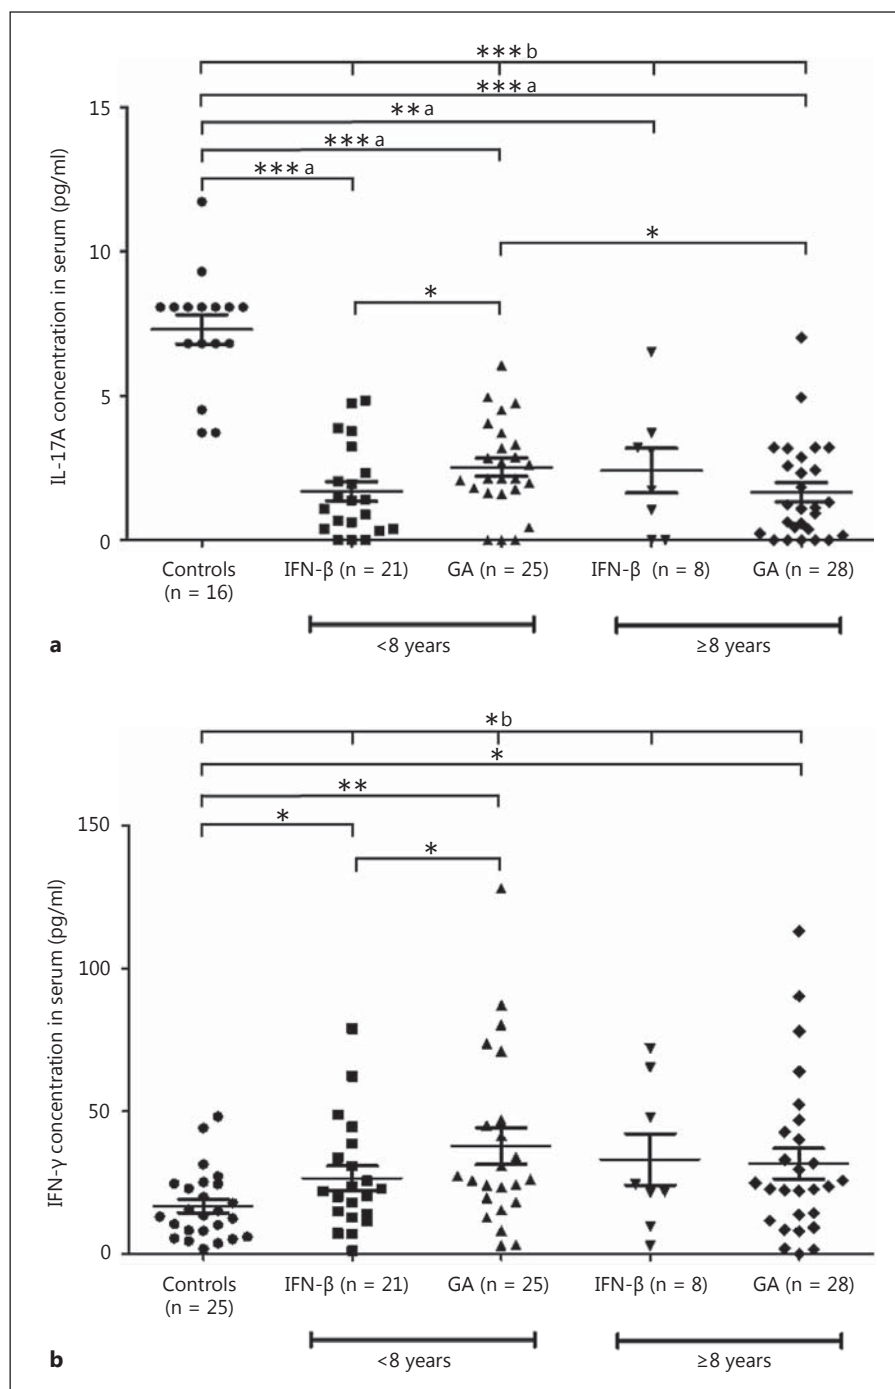 ∗∗∗ b
∗∗∗ a
∗∗ a
∗∗∗ a
∗∗∗ a
∗
∗
15
10
5
0
IL-17A concentration in serum (pg/ml)
Controls
(n = 16)
IFN-β (n = 21)
GA (n = 25)
IFN-β (n = 8)
GA (n = 28)
a
<8 years
≥8 years
∗b
∗
∗∗
∗
∗
150
100
50
0
IFN-γ concentration in serum (pg/ml)
Controls
(n = 25)
IFN-β (n = 21)
GA (n = 25)
IFN-β (n = 8)
GA (n = 28)
b
<8 years
≥8 years